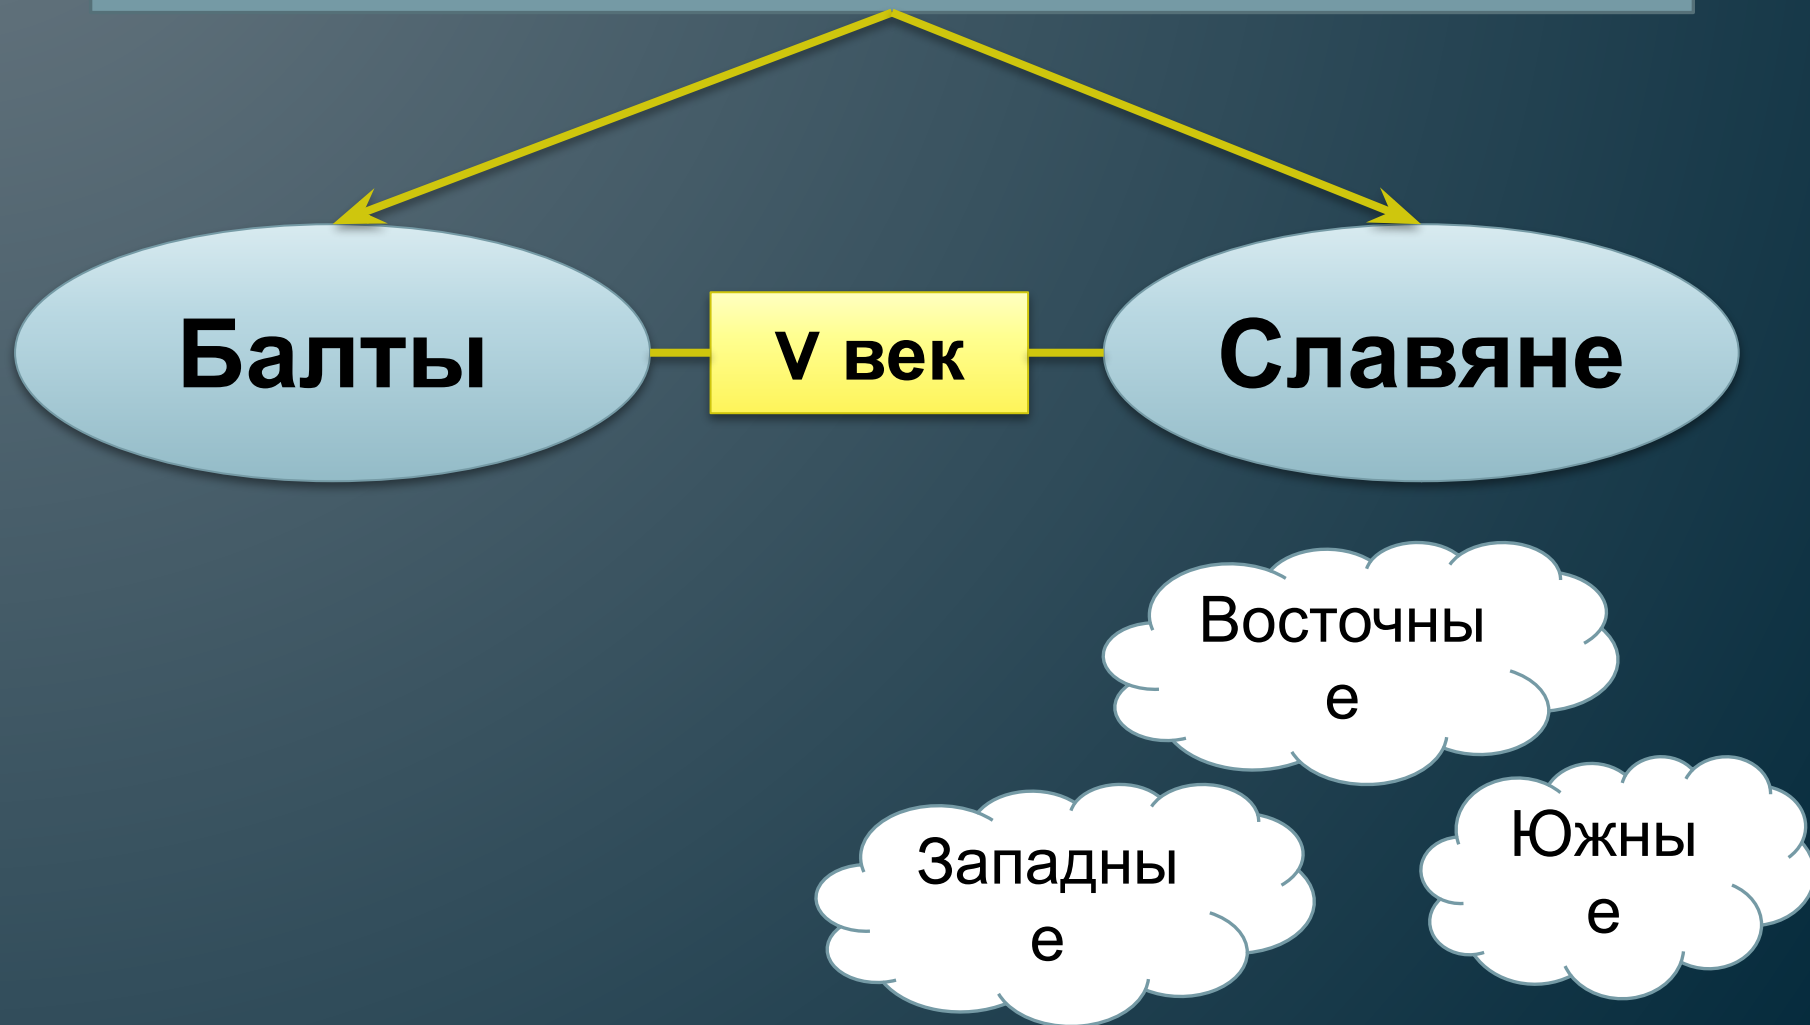 Балты
V век
Славяне
Восточны
е
Западны
е
Южны
е